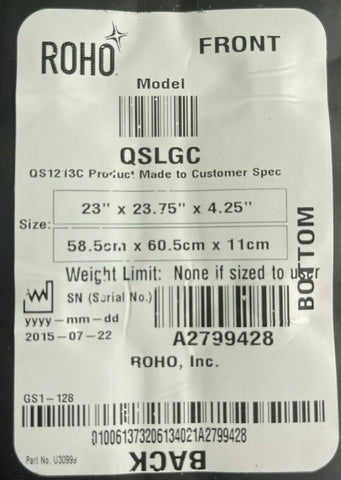 ROHO
FRONT
Model
QSLGC
QS1213C Product Made to Customer Spec
Size:
23" x 23.75" x 4.25"
58.5cm x 60.5cm x 11cm
Weight Limit: None if sized to user
BOTTOM
SN (Serial No.)
yyyy-mm-dd
2015-07-22
A2799428
ROHO, Inc.
GS1-128
010061373206134021A2799428
BACK
Part No. U3099